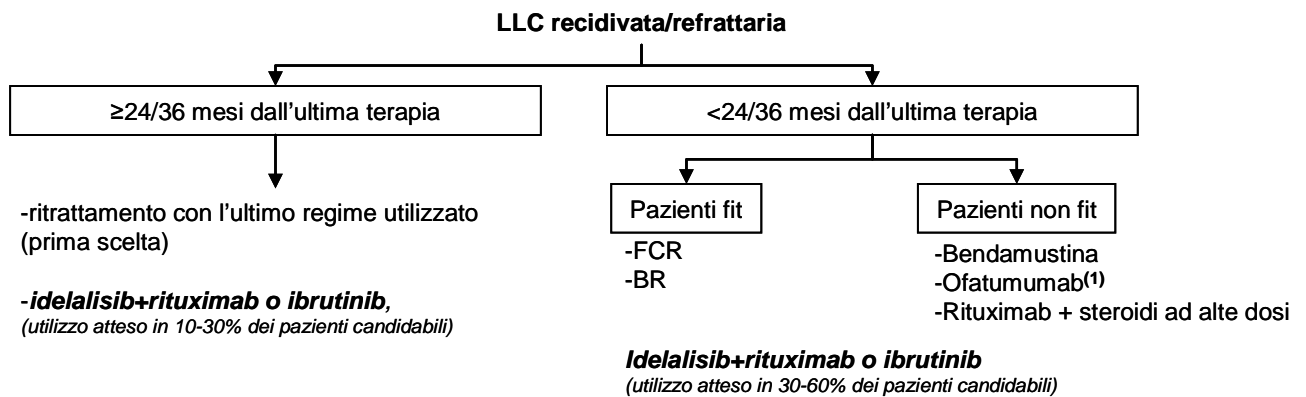 LLC recidivata/refrattaria
≥24/36 mesi dall'ultima terapia
-ritrattamento con l'ultimo regime utilizzato
(prima scelta)
-idelalisib+rituximab o ibrutinib,
(utilizzo atteso in 10-30% dei pazienti candidabili)
<24/36 mesi dall'ultima terapia
Pazienti fit
-FCR
-BR
Pazienti non fit
-Bendamustina
-Ofatumumab(1)
-Rituximab + steroidi ad alte dosi
Idelalisib+rituximab o ibrutinib
(utilizzo atteso in 30-60% dei pazienti candidabili)